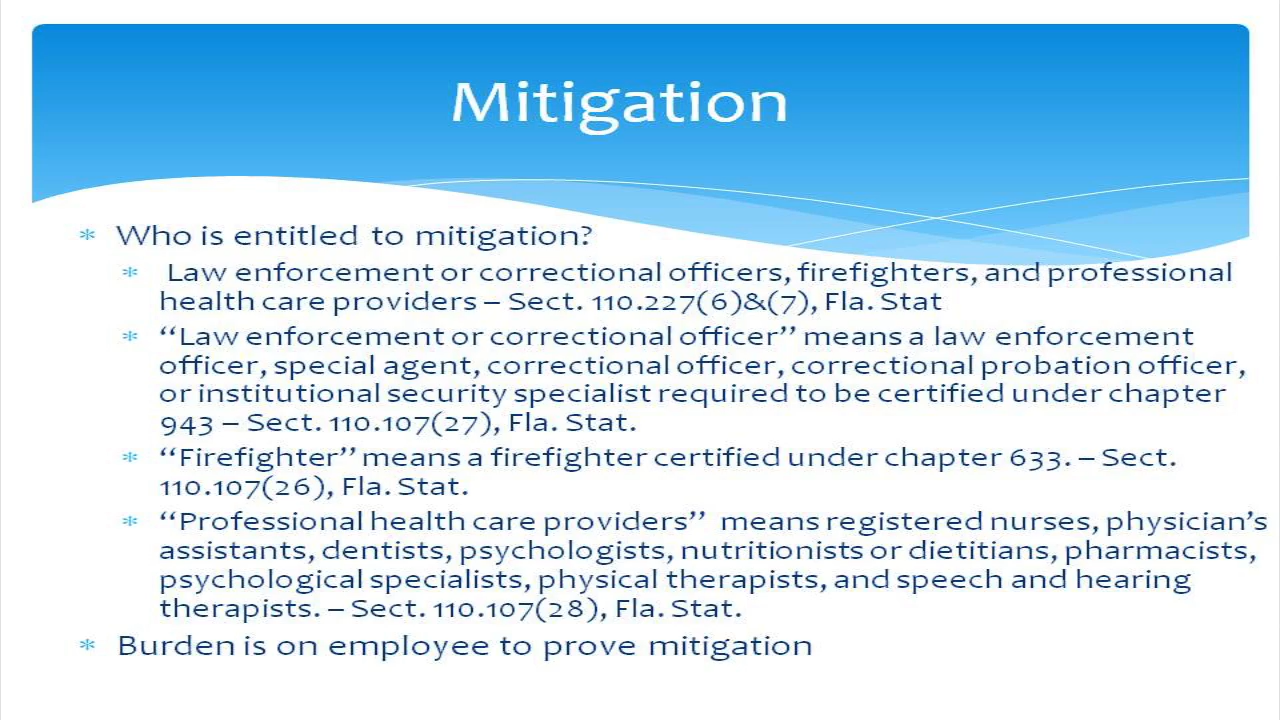 Mitigation
* Who is entitled to mitigation?
* Law enforcement or correctional officers, firefighters, and professional
health care providers – Sect. 110.227(6)&(7), Fla. Stat
* “Law enforcement or correctional officer” means a law enforcement
officer, special agent, correctional officer, correctional probation officer,
or institutional security specialist required to be certified under chapter
943 – Sect. 110.107(27), Fla. Stat.
* “Firefighter” means a firefighter certified under chapter 633. – Sect.
110.107(26), Fla. Stat.
* “Professional health care providers” means registered nurses, physician’s
assistants, dentists, psychologists, nutritionists or dietitians, pharmacists,
psychological specialists, physical therapists, and speech and hearing
therapists. – Sect. 110.107(28), Fla. Stat.
* Burden is on employee to prove mitigation